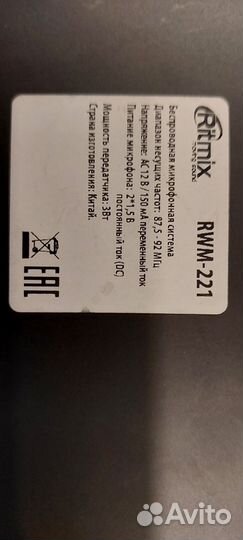 Ritmix
RWM-221
Беспроводная микрофонная система
Диапазон несущих частот: 87,5 - 92 МГц
Напряжение: AC 12 В / 150 мА переменный ток
Питание микрофона: 2*1,5 В
постоянный ток (DC)
Мощность передатчика: 3Вт
Страна изготовления: Китай.
EAC
Avito